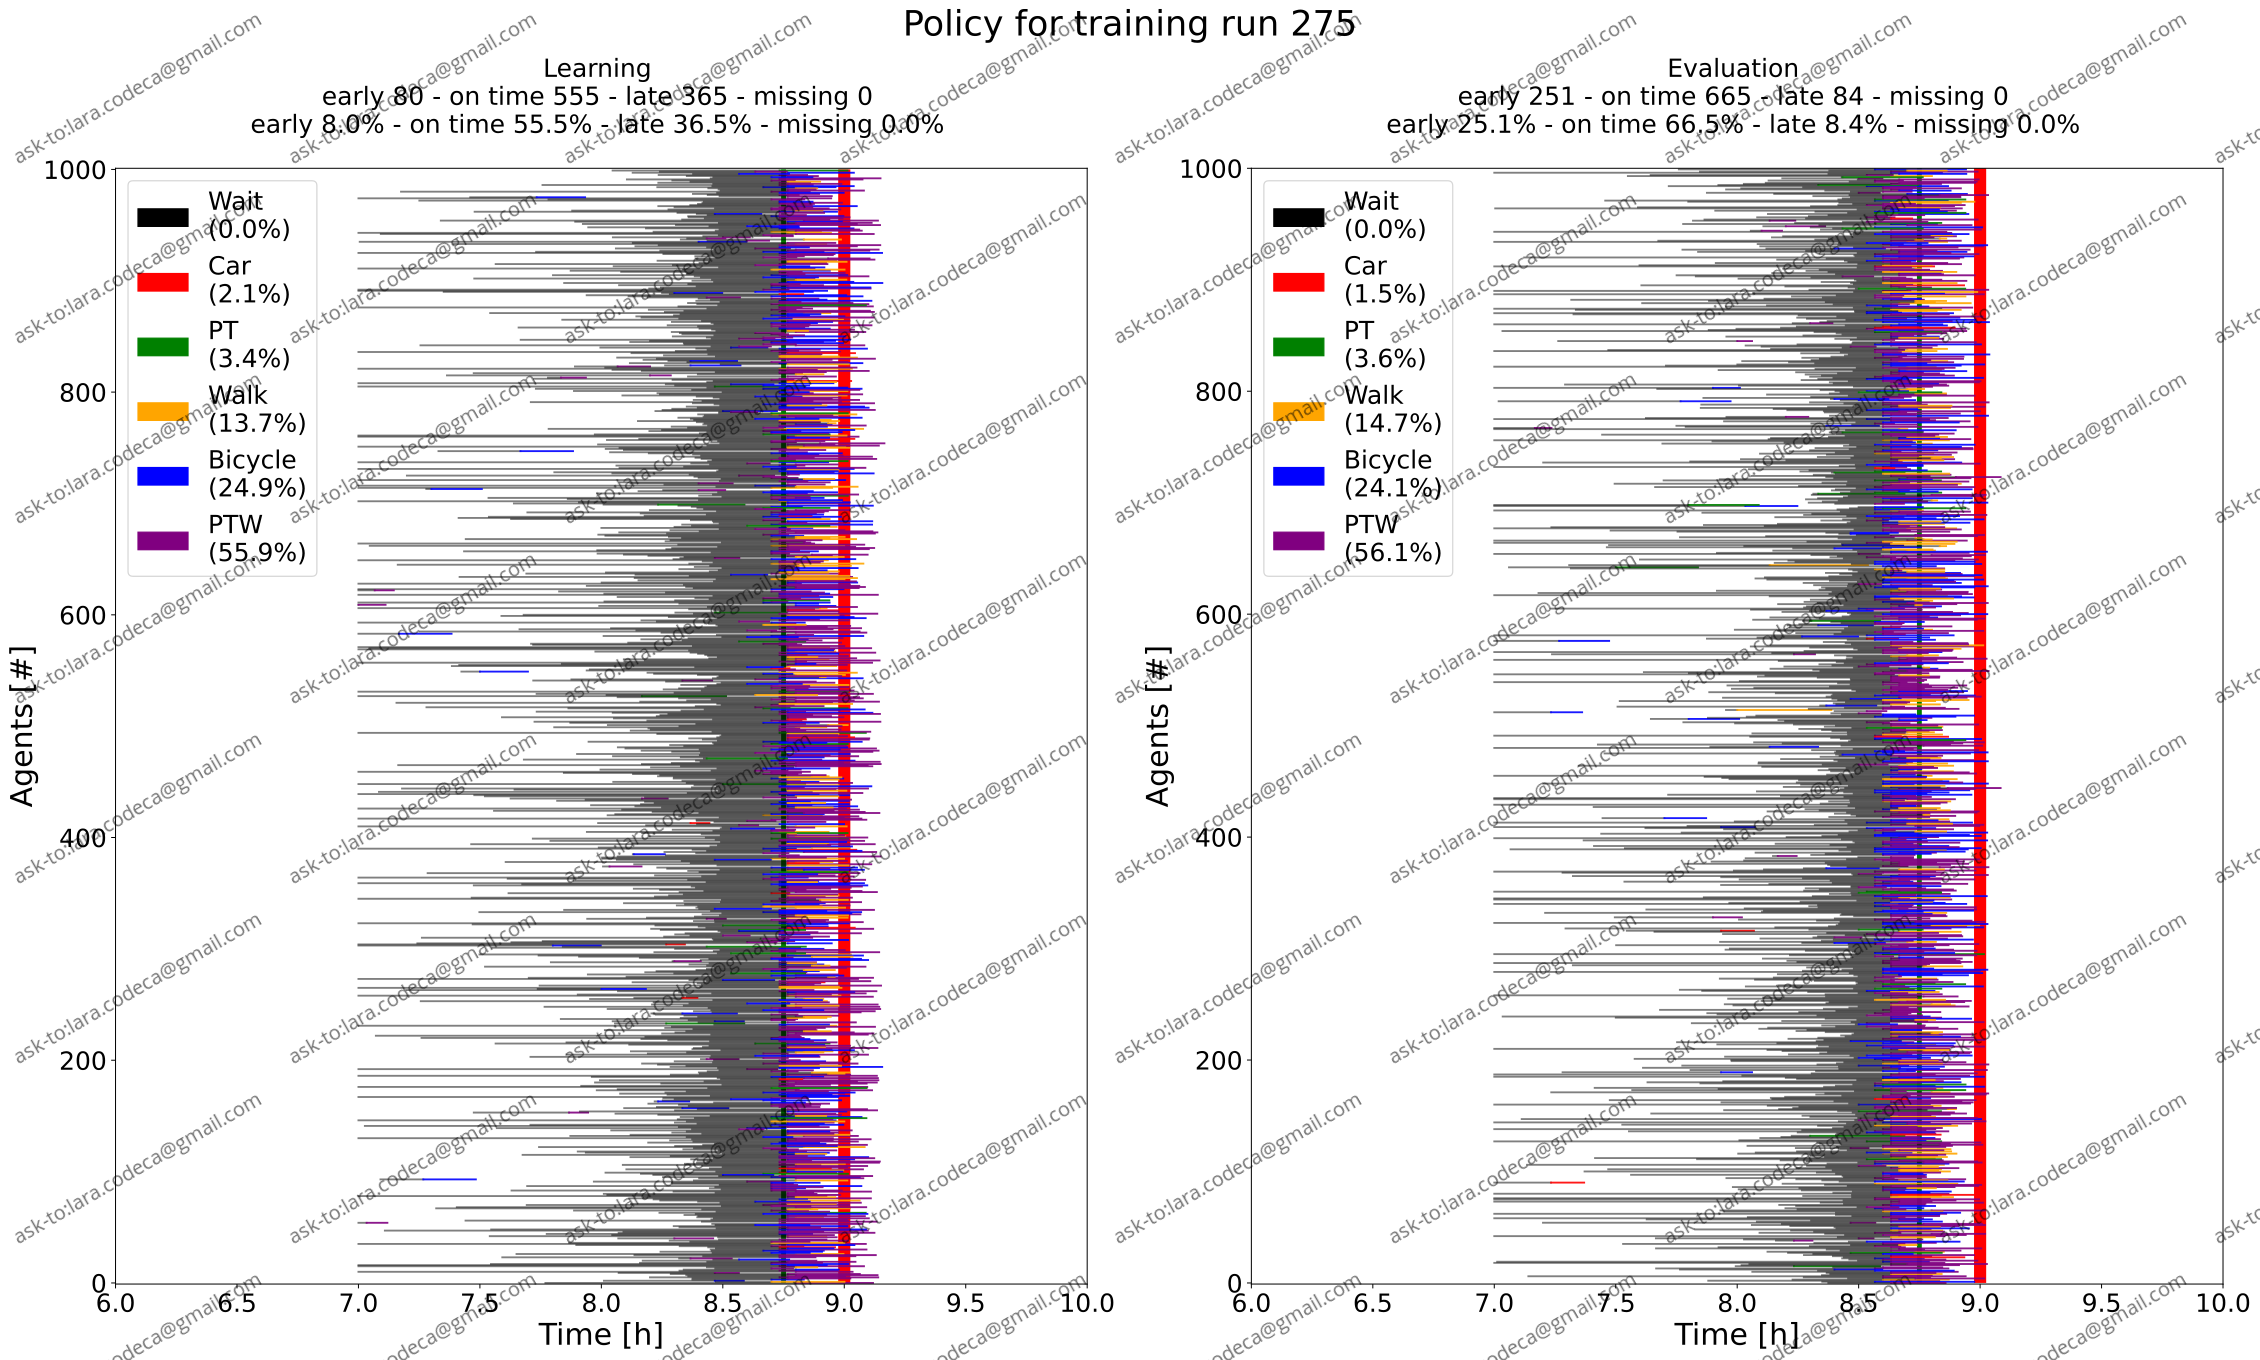 Policy for training run 275
Learning
early 80 - on time 555 - late 365 - missing 0
early 8.0% - on time 55.5% - late 36.5% - missing 0.0%
1000
800
600
400
200
0
Agents [#]
Wait
(0.0%)
Car
(2.1%)
PT
(3.4%)
Walk
(13.7%)
Bicycle
(24.9%)
PTW
(55.9%)
6.0 6.5 7.0 7.5 8.0 8.5 9.0 9.5 10.0
Time [h]
Evaluation
early 251 - on time 665 - late 84 - missing 0
early 25.1% - on time 66.5% - late 8.4% - missing 0.0%
1000
800
600
400
200
0
Agents [#]
Wait
(0.0%)
Car
(1.5%)
PT
(3.6%)
Walk
(14.7%)
Bicycle
(24.1%)
PTW
(56.1%)
6.0 6.5 7.0 7.5 8.0 8.5 9.0 9.5 10.0
Time [h]
ask-to:lara.codeca@gmail.com